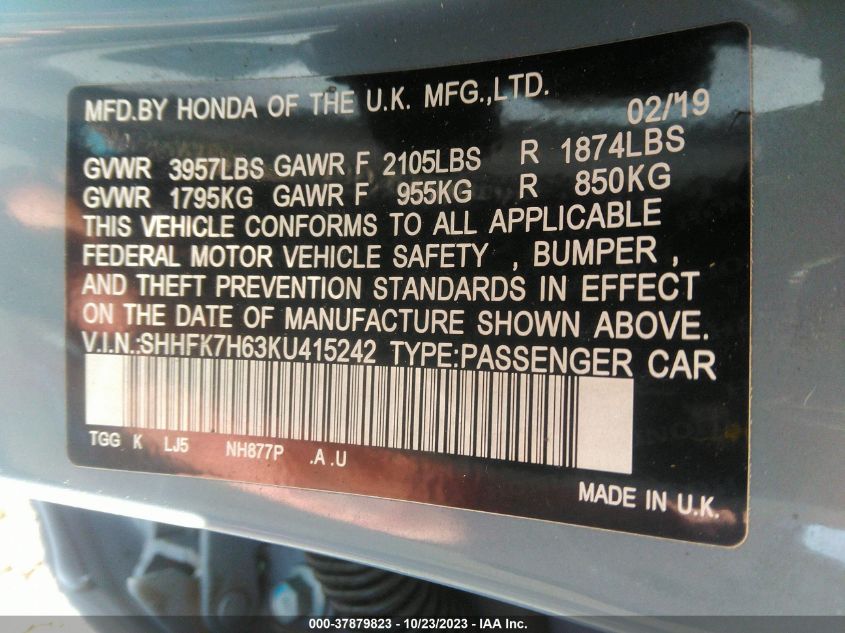 MFD.BY HONDA OF THE U.K. MFG.,LTD. 02/19
GVWR 3957LBS GAWR F 2105LBS R 1874LBS
GVWR 1795KG GAWR F 955KG R 850KG
THIS VEHICLE CONFORMS TO ALL APPLICABLE
FEDERAL MOTOR VEHICLE SAFETY , BUMPER ,
AND THEFT PREVENTION STANDARDS IN EFFECT
ON THE DATE OF MANUFACTURE SHOWN ABOVE.
V.I.N.:SHHFK7H63KU415242 TYPE:PASSENGER CAR
TGG K LJ5 NH877P .A .U
MADE IN U.K.
000-37879823 - 10/23/2023 - IAA Inc.